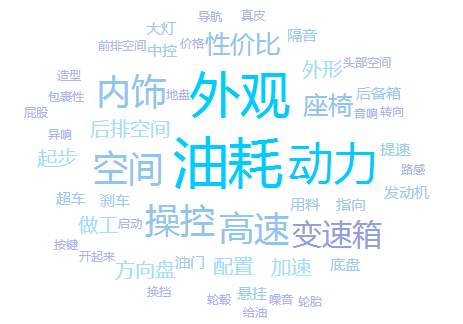 导航 真皮
大灯
前排空间 中控 价格 性价比 隔音
造型 外形 头部空间
包裹性 内饰 地盘 外观 座椅 后备箱
屁股 音响 转向
异响 后排空间
起步 空间 油耗 动力 提速
路感
超车 刹车 用料 指向 发动机
做工 启动 操控 高速 变速箱
按键 开起来
方向盘 油门 配置 加速 底盘
换挡 轮毂 悬挂 噪音 轮胎
给油